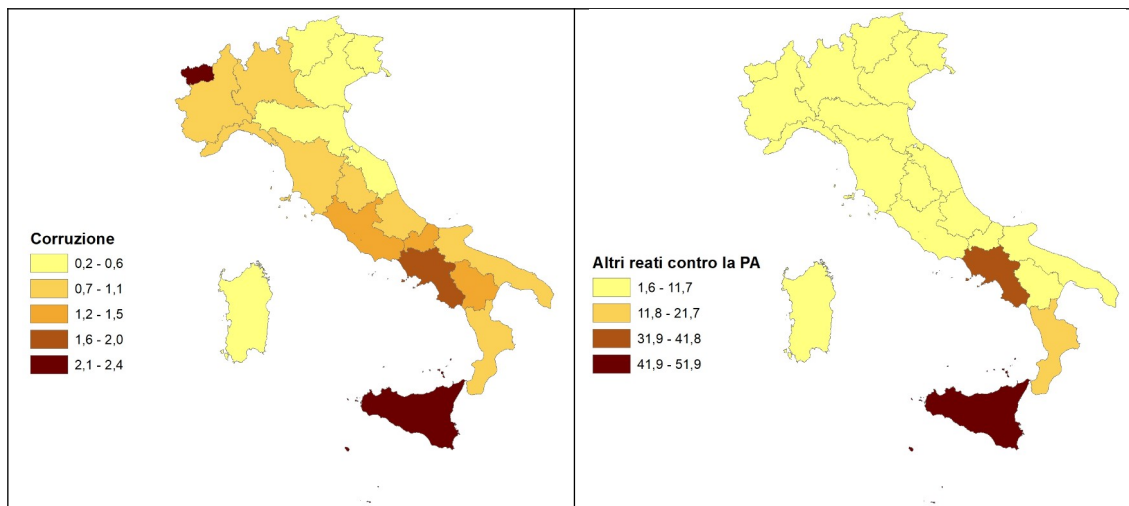 Corruzione
0,2 - 0,6
0,7 - 1,1
1,2 - 1,5
1,6 - 2,0
2,1 - 2,4
Altri reati contro la PA
1,6 - 11,7
11,8 - 21,7
31,9 - 41,8
41,9 - 51,9